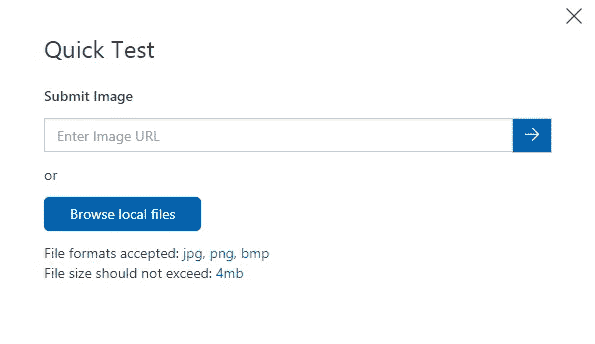 Quick Test
Submit Image
Enter Image URL
or
Browse local files
File formats accepted: jpg, png, bmp
File size should not exceed: 4mb